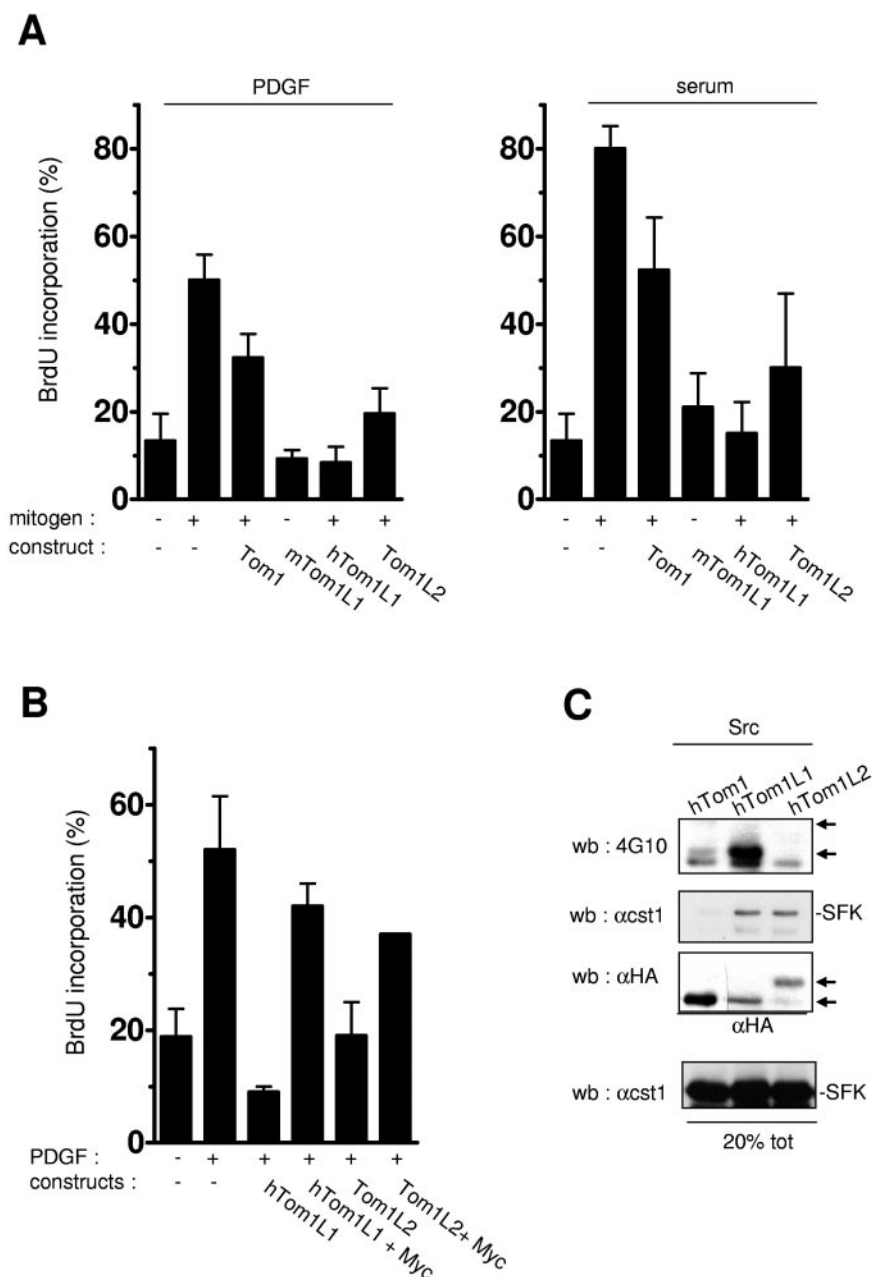 A
PDGF
serum
BrdU incorporation (%)
80
60
40
20
0
BrdU incorporation (%)
80
60
40
20
0
mitogen : - + + - + +
- + + - + +
construct : - - Tom1 mTom1L1 hTom1L1 Tom1L2
- - Tom1 mTom1L1 hTom1L1 Tom1L2
B
BrdU incorporation (%)
60
40
20
0
PDGF : - + + + + +
constructs : - - hTom1L1 hTom1L1 + Myc Tom1L2 Tom1L2+ Myc
C
Src
hTom1 hTom1L1 hTom1L2
wb : 4G10
wb : αcst1 -SFK
wb : αHA
αHA
wb : αcst1 -SFK
20% tot